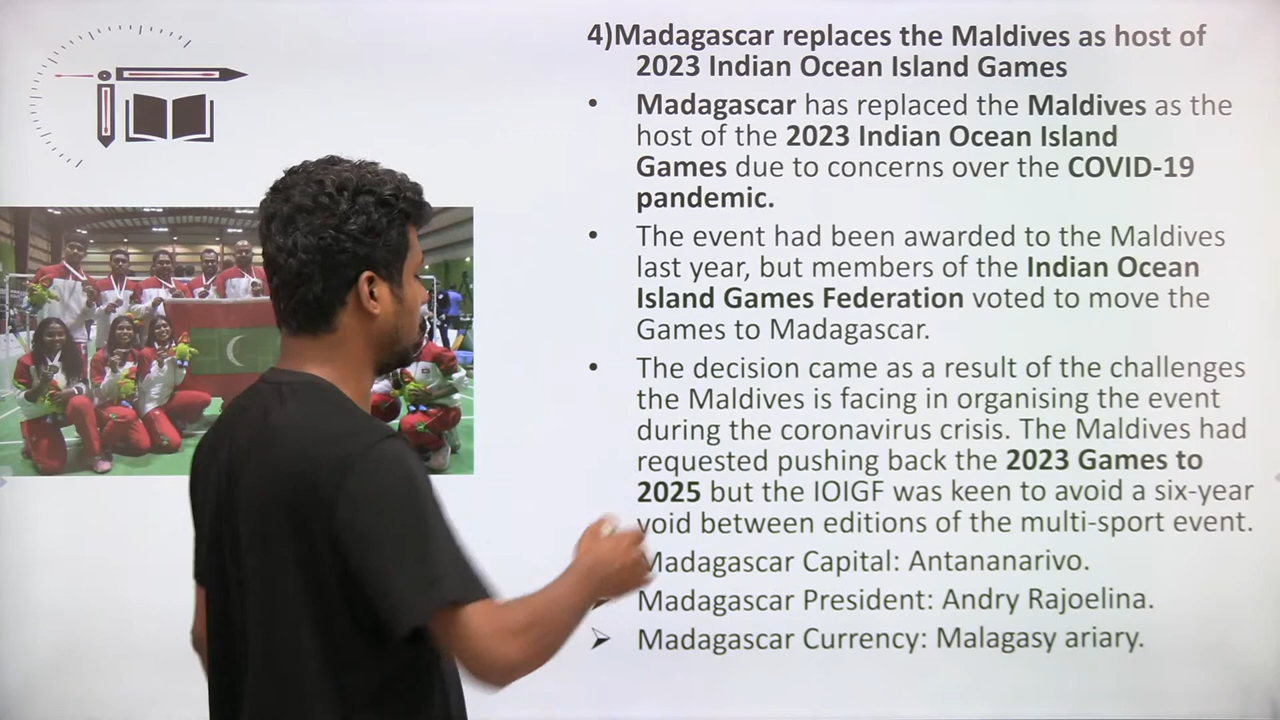 4)Madagascar replaces the Maldives as host of
2023 Indian Ocean Island Games
• Madagascar has replaced the Maldives as the
host of the 2023 Indian Ocean Island
Games due to concerns over the COVID-19
pandemic.
• The event had been awarded to the Maldives
last year, but members of the Indian Ocean
Island Games Federation voted to move the
Games to Madagascar.
• The decision came as a result of the challenges
the Maldives is facing in organising the event
during the coronavirus crisis. The Maldives had
requested pushing back the 2023 Games to
2025 but the IOIGF was keen to avoid a six-year
void between editions of the multi-sport event.
Madagascar Capital: Antananarivo.
➢ Madagascar President: Andry Rajoelina.
➢ Madagascar Currency: Malagasy ariary.